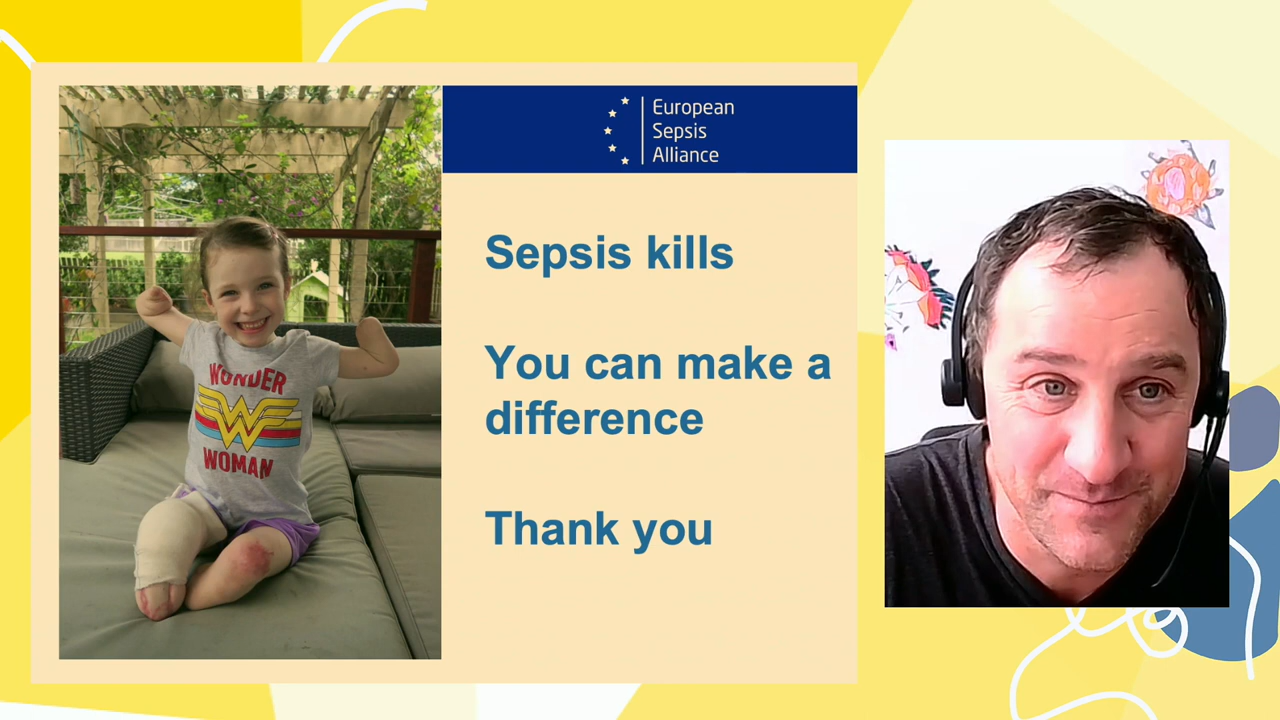 European
Sepsis
Alliance
Sepsis kills
You can make a
difference
Thank you
WONDER
W
WOMAN